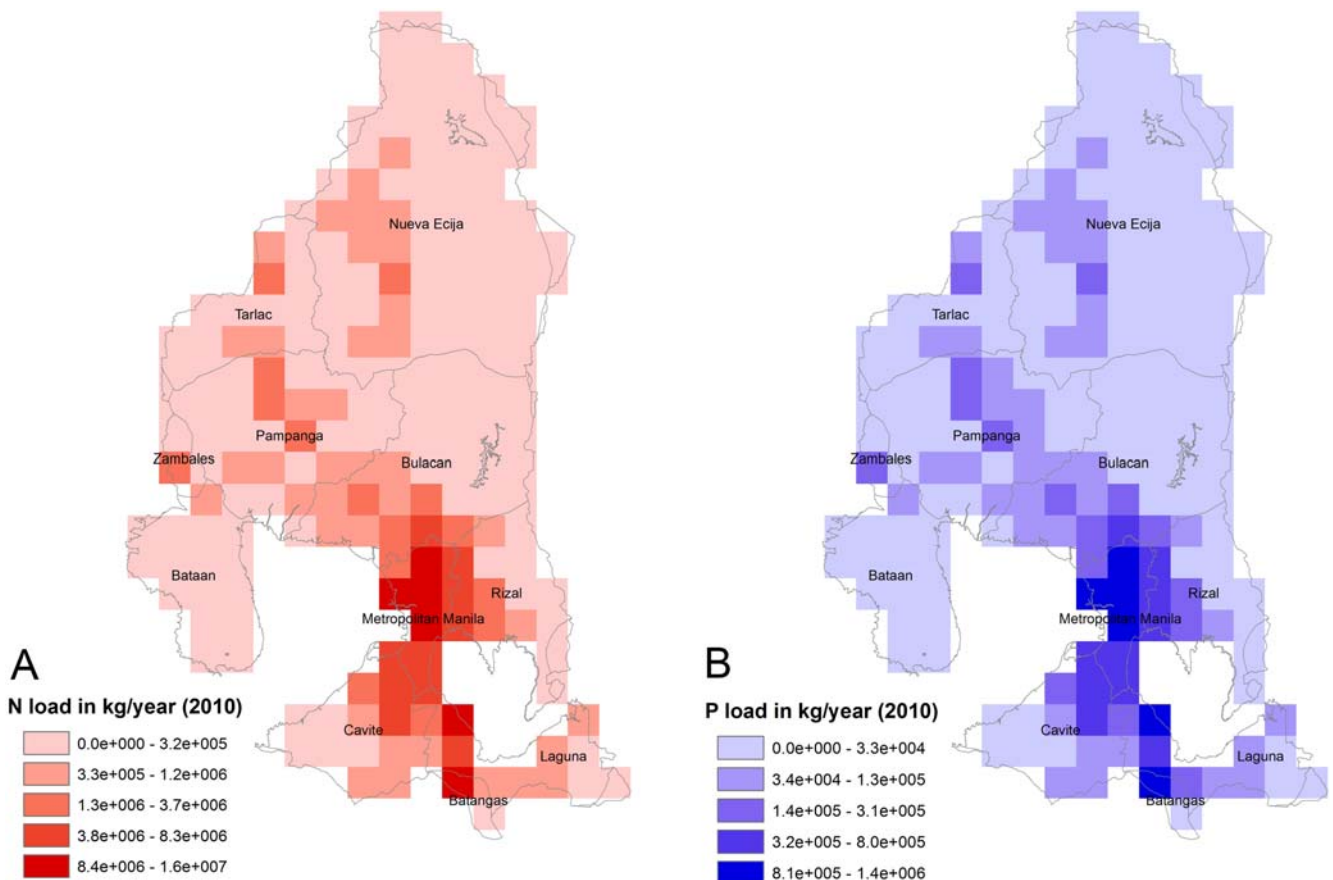 Nueva Ecija
Tarlac
Pampanga
Zambales
Bulacan
Bataan
Rizal
Metropolitan Manila
Cavite
Laguna
Batangas
A
N load in kg/year (2010)
0.0e+000 - 3.2e+005
3.3e+005 - 1.2e+006
1.3e+006 - 3.7e+006
3.8e+006 - 8.3e+006
8.4e+006 - 1.6e+007
Nueva Ecija
Tarlac
Pampanga
Zambales
Bulacan
Bataan
Rizal
Metropolitan Manila
Cavite
Laguna
Batangas
B
P load in kg/year (2010)
0.0e+000 - 3.3e+004
3.4e+004 - 1.3e+005
1.4e+005 - 3.1e+005
3.2e+005 - 8.0e+005
8.1e+005 - 1.4e+006